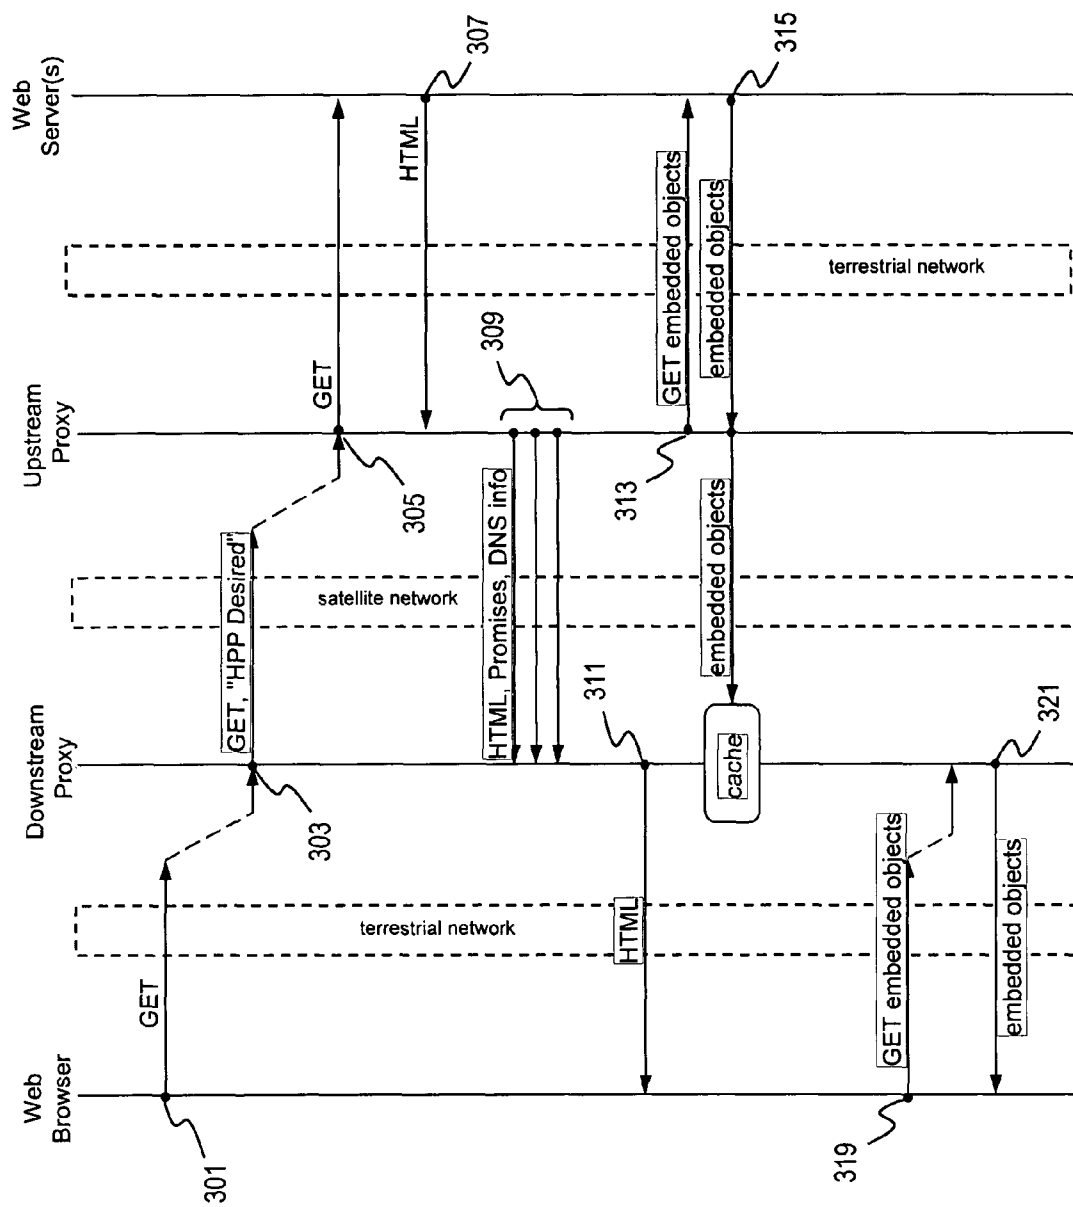 Web
Browser
Downstream
Proxy
Upstream
Proxy
Web
Server(s)
301
GET
303
GET, "HPP Desired"
305
GET
307
HTML
309
HTML, Promises, DNS info
311
HTML
313
GET embedded objects
315
embedded objects
embedded objects
cache
319
GET embedded objects
321
embedded objects
terrestrial network
satellite network
terrestrial network